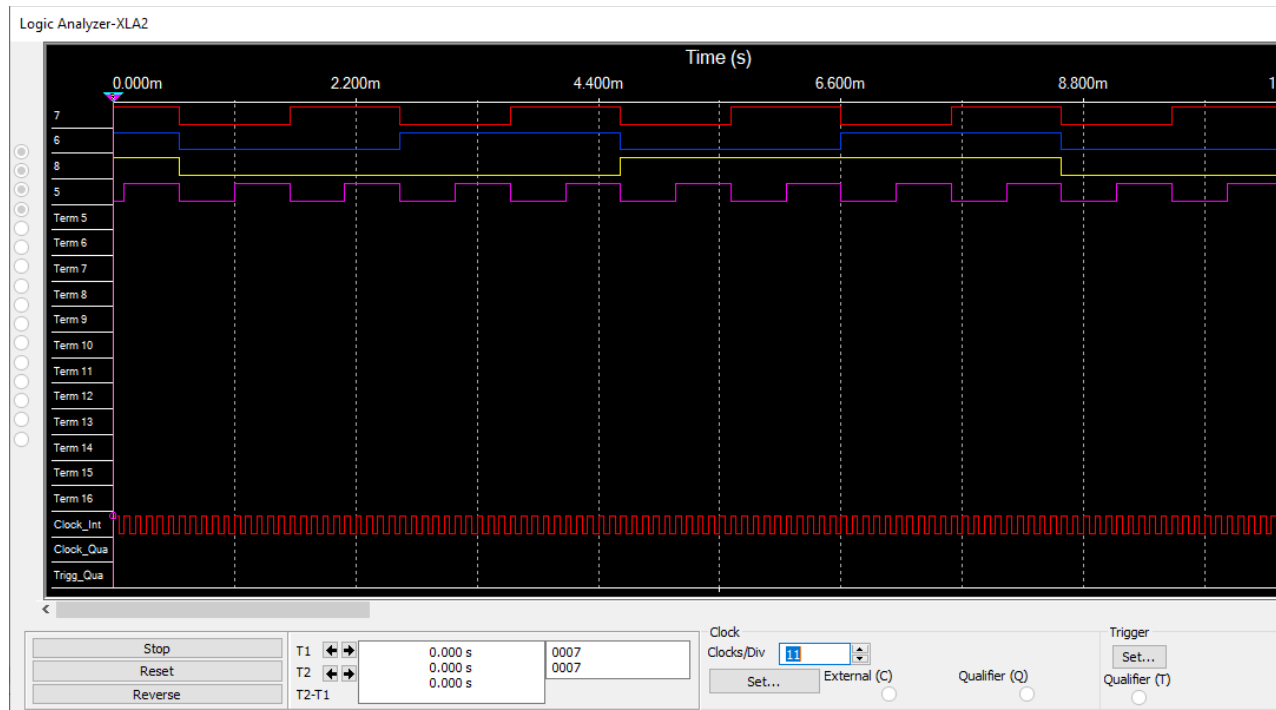 Logic Analyzer-XLA2
Time (s)
0.000m 2.200m 4.400m 6.600m 8.800m 1
7
6
8
5
Term 5
Term 6
Term 7
Term 8
Term 9
Term 10
Term 11
Term 12
Term 13
Term 14
Term 15
Term 16
Clock_Int
Clock_Qua
Trigg_Qua
Stop
Reset
Reverse
T1 0.000 s 0007
T2 0.000 s 0007
T2-T1 0.000 s
Clock
Clocks/Div 11
Set... External (C) Qualifier (Q)
Trigger
Set...
Qualifier (T)